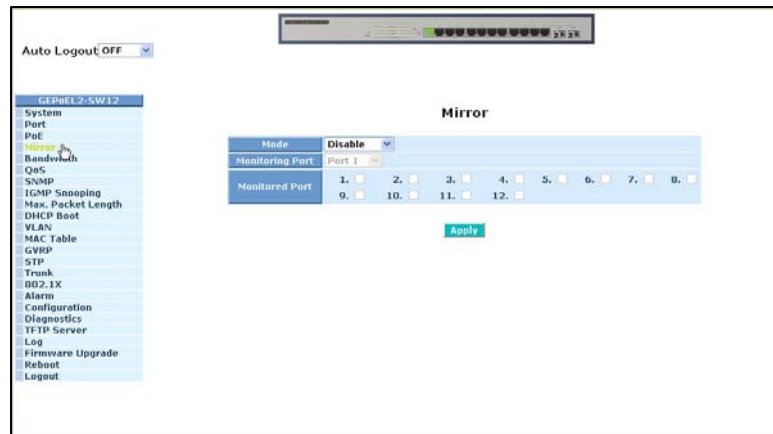 Auto Logout OFF
GEPoEL2-SW12
System
Port
PoE
Mirror
Bandwidth
QoS
SNMP
IGMP Snooping
Max. Packet Length
DHCP Boot
VLAN
MAC Table
GVRP
STP
Trunk
802.1X
Alarm
Configuration
Diagnostics
TFTP Server
Log
Firmware Upgrade
Reboot
Logout
Mirror
Mode Disable
Monitoring Port Port 1
Monitored Port
1. 2. 3. 4. 5. 6. 7. 8.
9. 10. 11. 12.
Apply